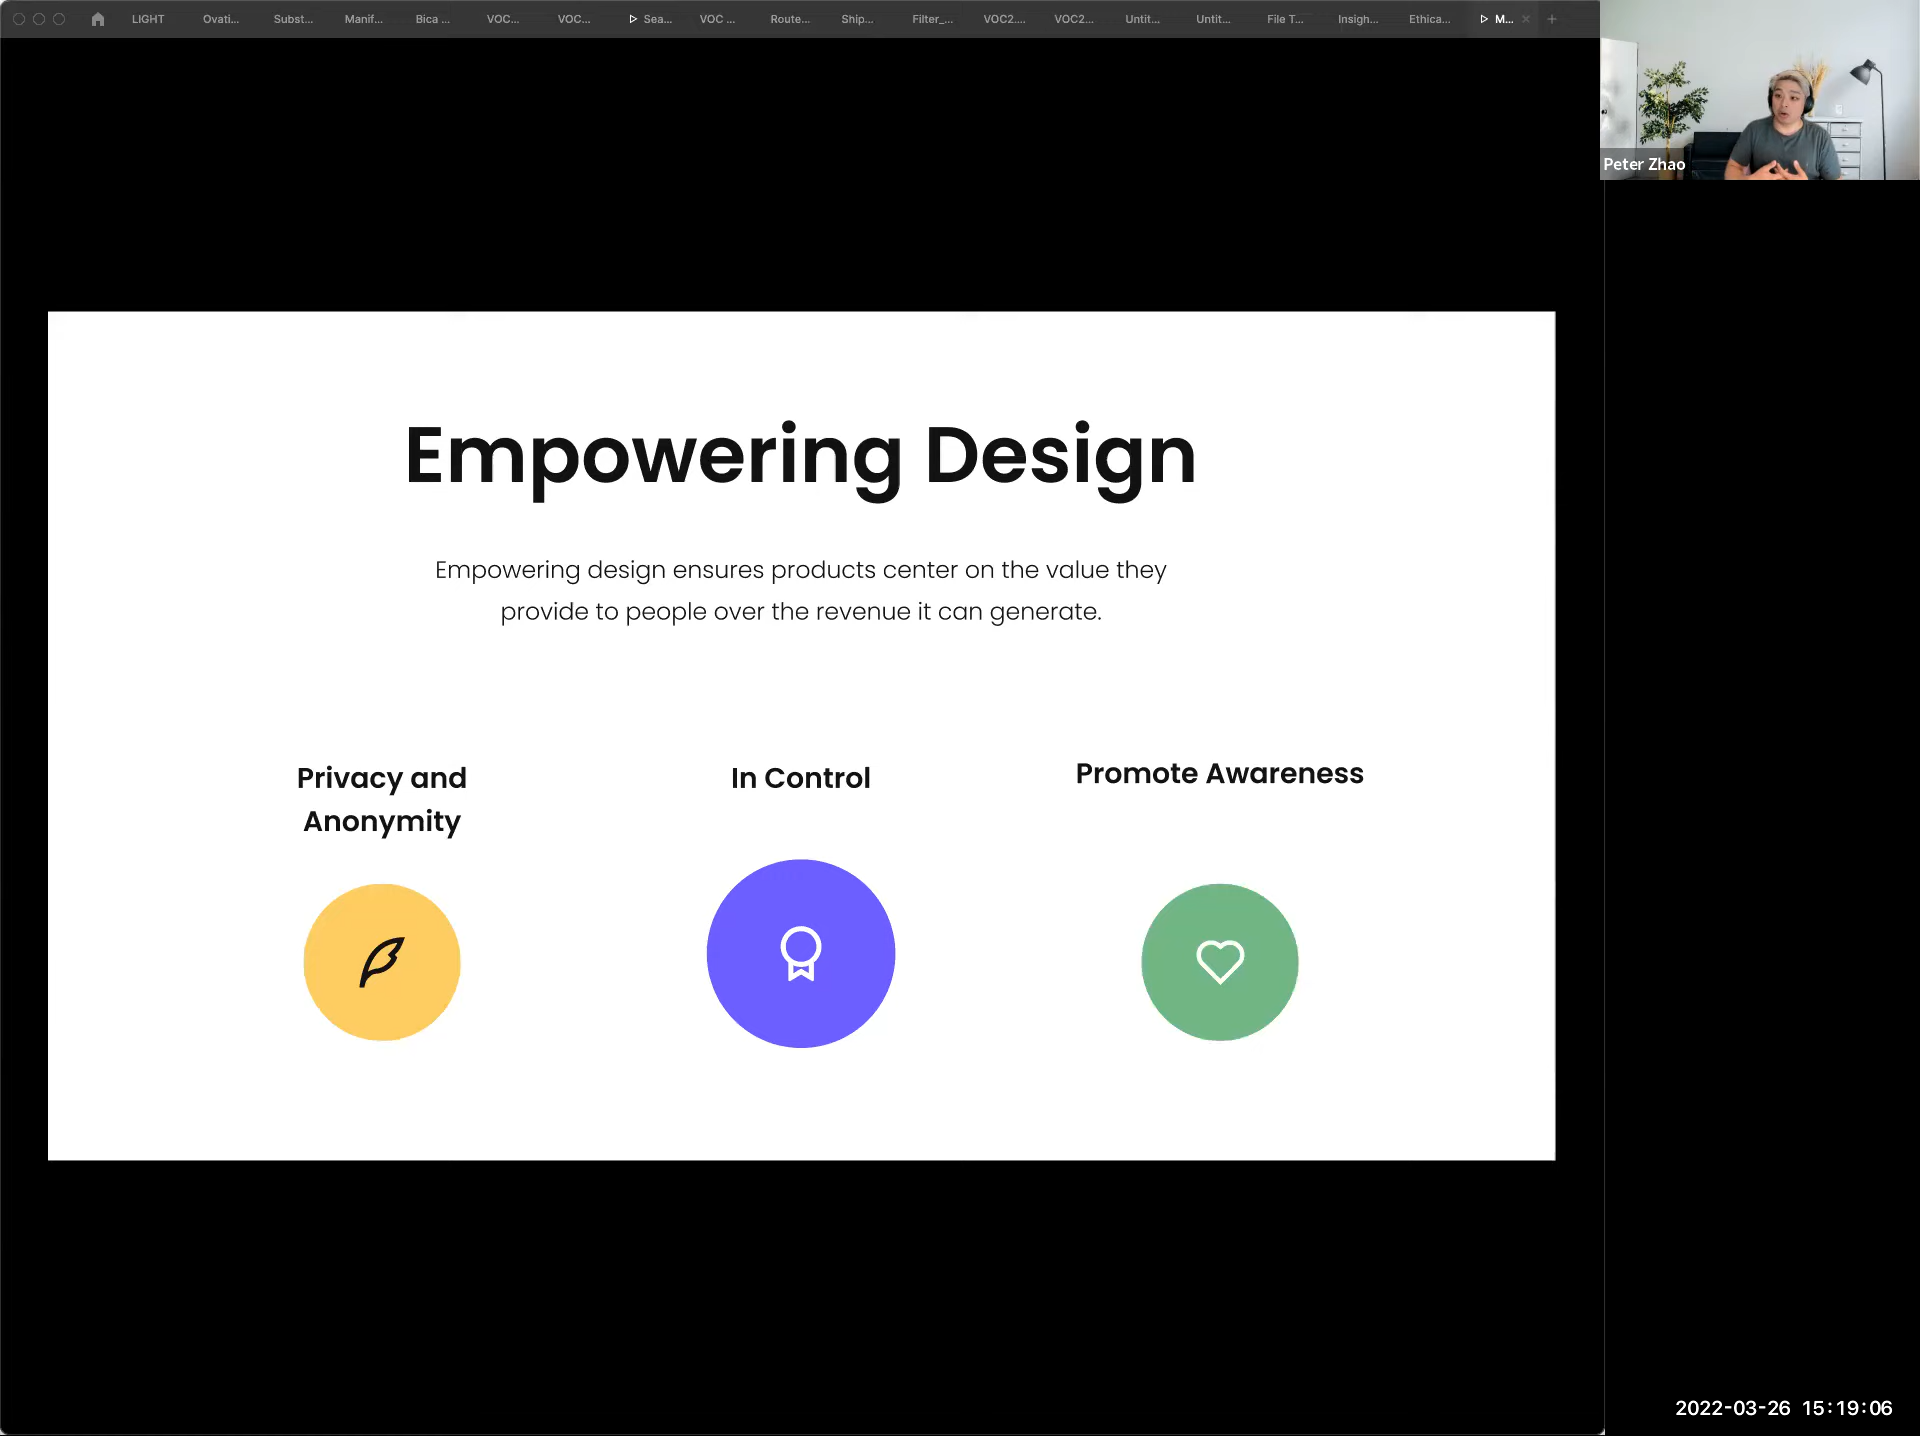 LIGHT Ovati... Subst... Manif... Bica ... VOC... VOC... Sea... VOC ... Route... Ship... Filter_... VOC2.... VOC2... Untit... Untit... File T... Insigh... Ethica... M...
Peter Zhao
Empowering Design
Empowering design ensures products center on the value they
provide to people over the revenue it can generate.
Privacy and
Anonymity
In Control
Promote Awareness
2022-03-26 15:19:06